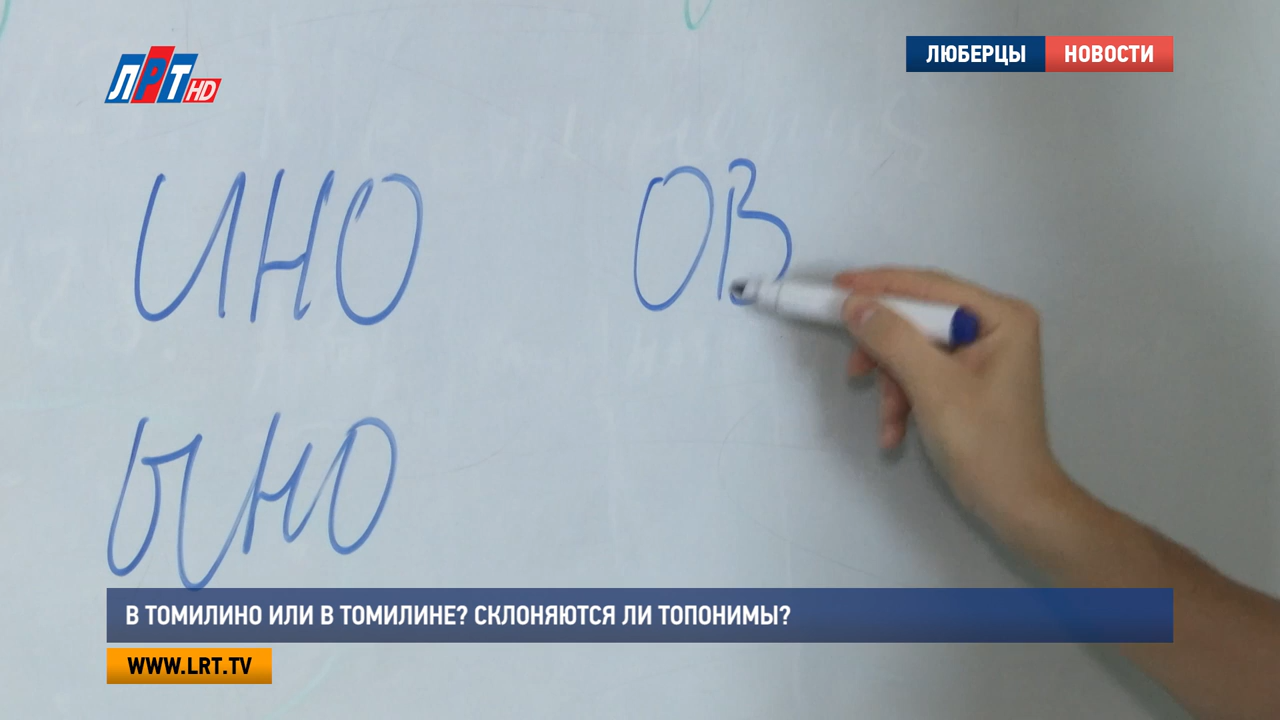 ЛРТ HD
ЛЮБЕРЦЫ НОВОСТИ
ИНО ОВ
ЫНО
В ТОМИЛИНО ИЛИ В ТОМИЛИНЕ? СКЛОНЯЮТСЯ ЛИ ТОПОНИМЫ?
WWW.LRT.TV